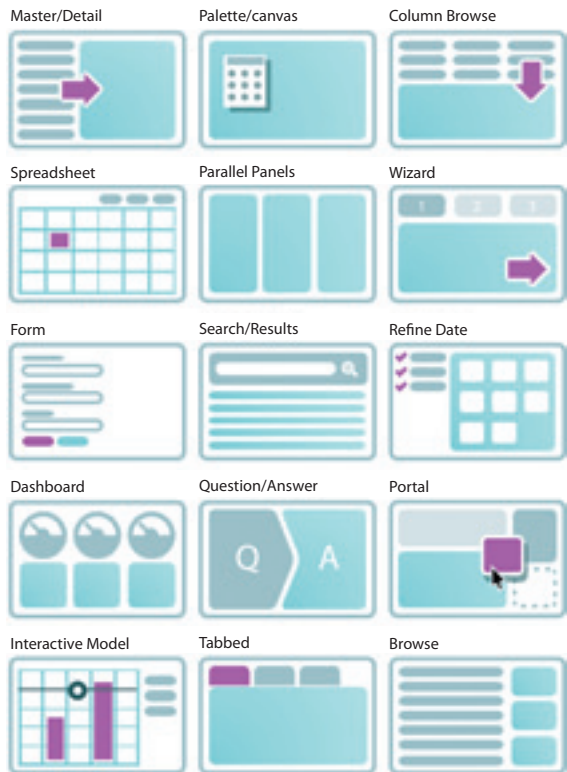 Master/Detail
Palette/canvas
Column Browse
Spreadsheet
Parallel Panels
Wizard
1
2
3
Form
Search/Results
Refine Date
Dashboard
Question/Answer
Portal
Q
A
Interactive Model
Tabbed
Browse